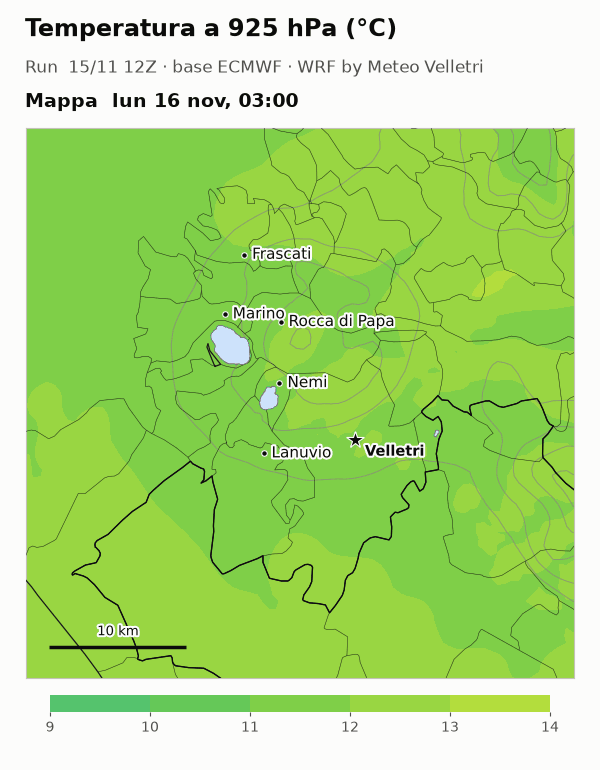 Temperatura a 925 hPa (°C)
Run  15/11 12Z · base ECMWF · WRF by Meteo Velletri
Mappa  lun 16 nov, 03:00
Frascati
Marino
Rocca di Papa
Nemi
Velletri
Lanuvio
10 km
9 10 11 12 13 14